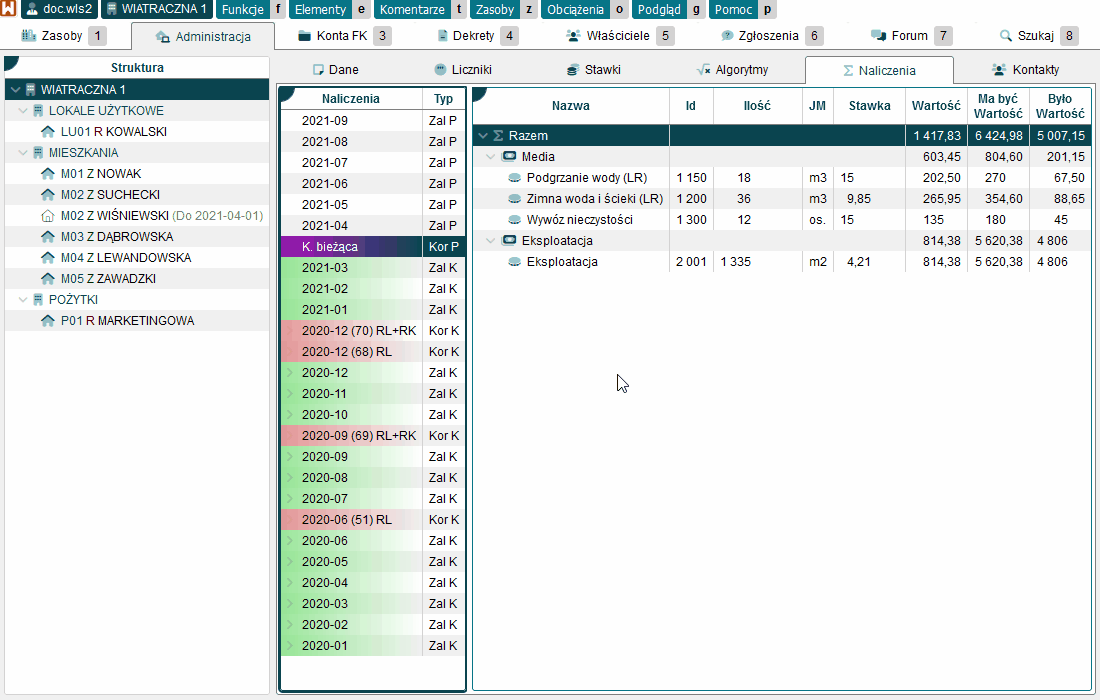 doc.wls2 WIATRACZNA 1 Funkcje f Elementy e Komentarze t Zasoby z Obciążenia o Podgląd g Pomoc p
Zasoby 1 Administracja Konta FK 3 Dekrety 4 Właściciele 5 Zgłoszenia 6 Forum 7 Szukaj 8
Struktura
WIATRACZNA 1
LOKALE UŻYTKOWE
LU01 R KOWALSKI
MIESZKANIA
M01 Z NOWAK
M02 Z SUCHECKI
M02 Z WIŚNIEWSKI (Do 2021-04-01)
M03 Z DĄBROWSKA
M04 Z LEWANDOWSKA
M05 Z ZAWADZKI
POŻYTKI
P01 R MARKETINGOWA
Dane Liczniki Stawki Algorytmy Naliczenia Kontakty
Naliczenia Typ
2021-09 Zal P
2021-08 Zal P
2021-07 Zal P
2021-06 Zal P
2021-05 Zal P
2021-04 Zal P
K. bieżąca Kor P
2021-03 Zal K
2021-02 Zal K
2021-01 Zal K
2020-12 (70) RL+RK Kor K
2020-12 (68) RL Kor K
2020-12 Zal K
2020-11 Zal K
2020-10 Zal K
2020-09 (69) RL+RK Kor K
2020-09 Zal K
2020-08 Zal K
2020-07 Zal K
2020-06 (51) RL Kor K
2020-06 Zal K
2020-05 Zal K
2020-04 Zal K
2020-03 Zal K
2020-02 Zal K
2020-01 Zal K
Nazwa Id Ilość JM Stawka Wartość Ma być Wartość Było Wartość
Razem 1 417,83 6 424,98 5 007,15
Media 603,45 804,60 201,15
Podgrzanie wody (LR) 1 150 18 m3 15 202,50 270 67,50
Zimna woda i ścieki (LR) 1 200 36 m3 9,85 265,95 354,60 88,65
Wywóz nieczystości 1 300 12 os. 15 135 180 45
Eksploatacja 814,38 5 620,38 4 806
Eksploatacja 2 001 1 335 m2 4,21 814,38 5 620,38 4 806